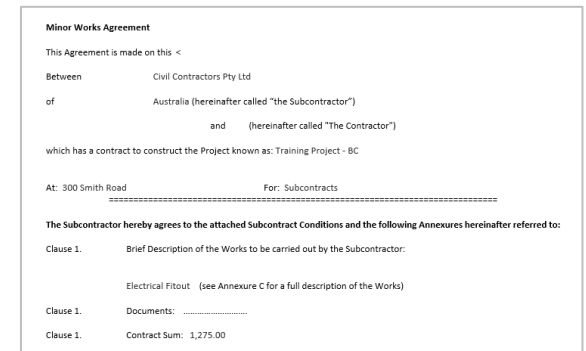 Minor Works Agreement
This Agreement is made on this <
Between Civil Contractors Pty Ltd
of Australia (hereinafter called "the Subcontractor")
and (hereinafter called "The Contractor")
which has a contract to construct the Project known as: Training Project - BC
At: 300 Smith Road For: Subcontracts
================================================================================
The Subcontractor hereby agrees to the attached Subcontract Conditions and the following Annexures hereinafter referred to:
Clause 1. Brief Description of the Works to be carried out by the Subcontractor:
Electrical Fitout (see Annexure C for a full description of the Works)
Clause 1. Documents: ............................
Clause 1. Contract Sum: 1,275.00